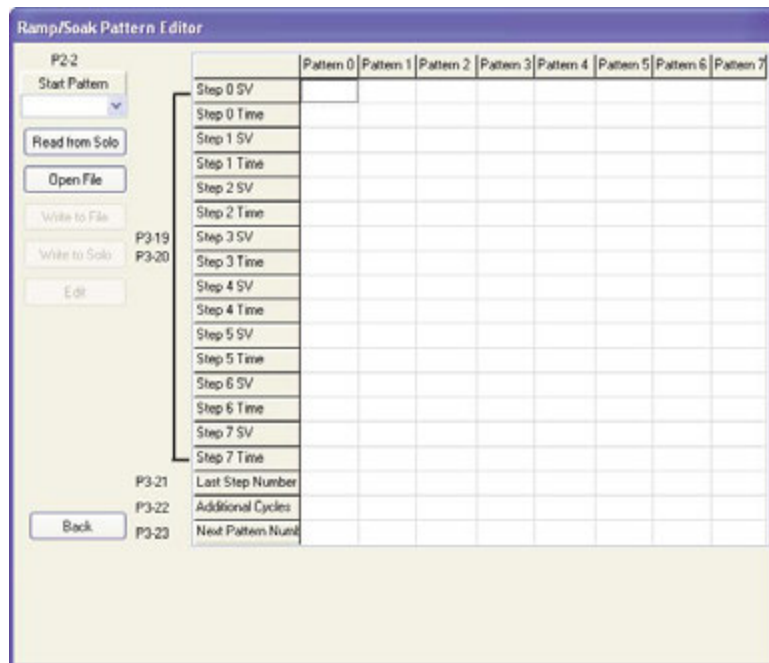 Ramp/Soak Pattern Editor
P2-2
Start Pattern
Read from Solo
Open File
Write to File
Write to Solo
Edit
Back
P3-19
P3-20
P3-21
P3-22
P3-23
Pattern 0 Pattern 1 Pattern 2 Pattern 3 Pattern 4 Pattern 5 Pattern 6 Pattern 7
Step 0 SV
Step 0 Time
Step 1 SV
Step 1 Time
Step 2 SV
Step 2 Time
Step 3 SV
Step 3 Time
Step 4 SV
Step 4 Time
Step 5 SV
Step 5 Time
Step 6 SV
Step 6 Time
Step 7 SV
Step 7 Time
Last Step Number
Additional Cycles
Next Pattern Numb